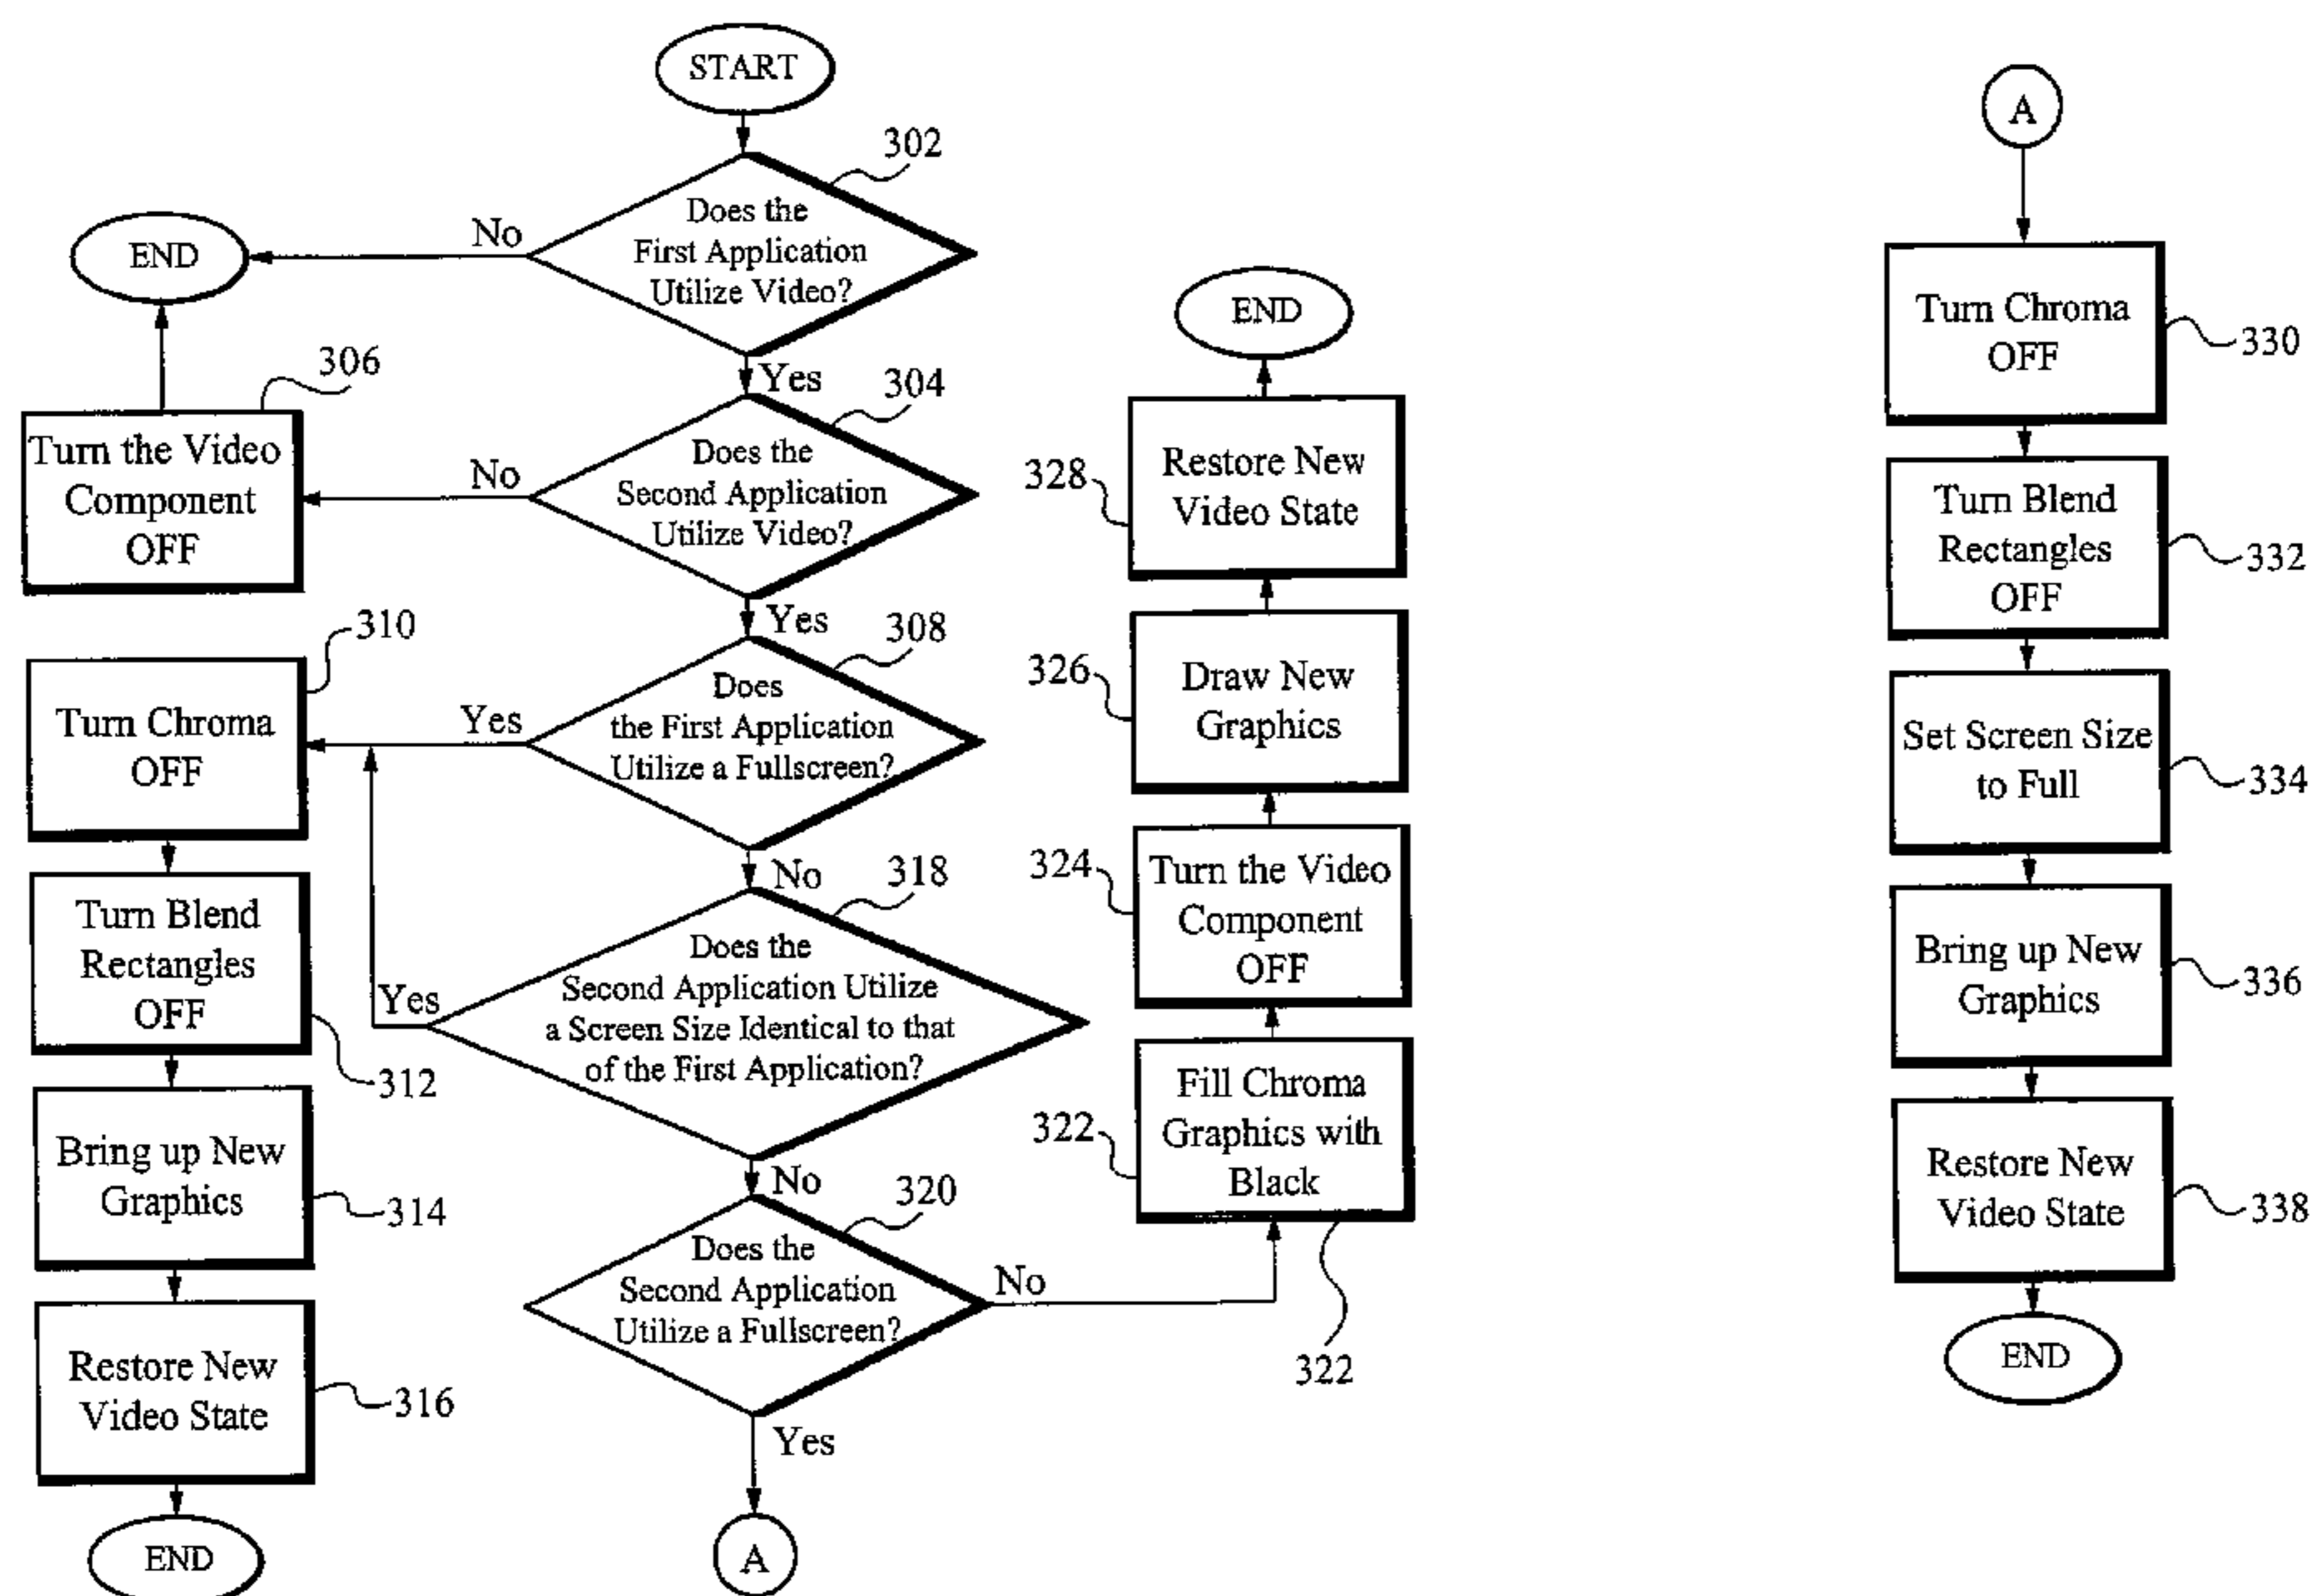 START
302
Does the
First Application
Utilize Video?
No
END
Yes
304
Does the
Second Application
Utilize Video?
No
306
Turn the Video
Component
OFF
Yes
308
Does
the First Application
Utilize a Fullscreen?
Yes
310
Turn Chroma
OFF
Turn Blend
Rectangles
OFF
312
Bring up New
Graphics
314
Restore New
Video State
316
END
No
318
Does the
Second Application Utilize
a Screen Size Identical to that
of the First Application?
Yes
No
320
Does the
Second Application
Utilize a Fullscreen?
No
Yes
A
END
Restore New
Video State
328
Draw New
Graphics
326
Turn the Video
Component
OFF
324
Fill Chroma
Graphics with
Black
322
322
A
Turn Chroma
OFF
330
Turn Blend
Rectangles
OFF
332
Set Screen Size
to Full
334
Bring up New
Graphics
336
Restore New
Video State
338
END